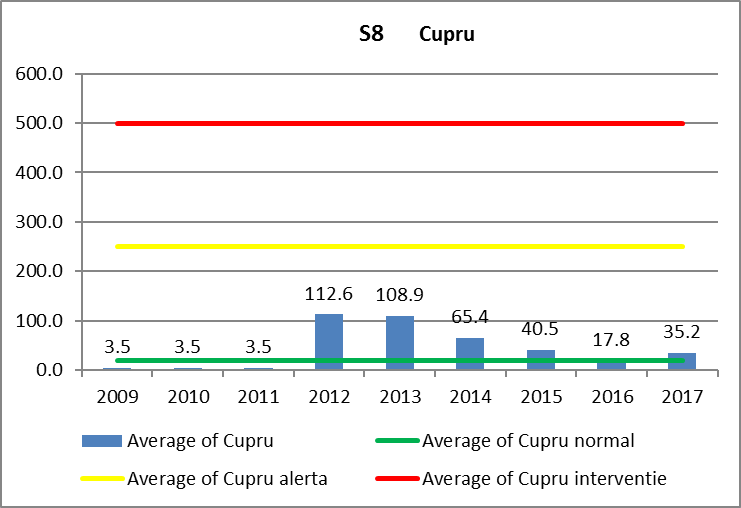 S8 Cupru
600.0
500.0
400.0
300.0
200.0
100.0
0.0
112.6 108.9
65.4
40.5 35.2
17.8
3.5 3.5 3.5
2009 2010 2011 2012 2013 2014 2015 2016 2017
Average of Cupru Average of Cupru normal
Average of Cupru alerta Average of Cupru interventie